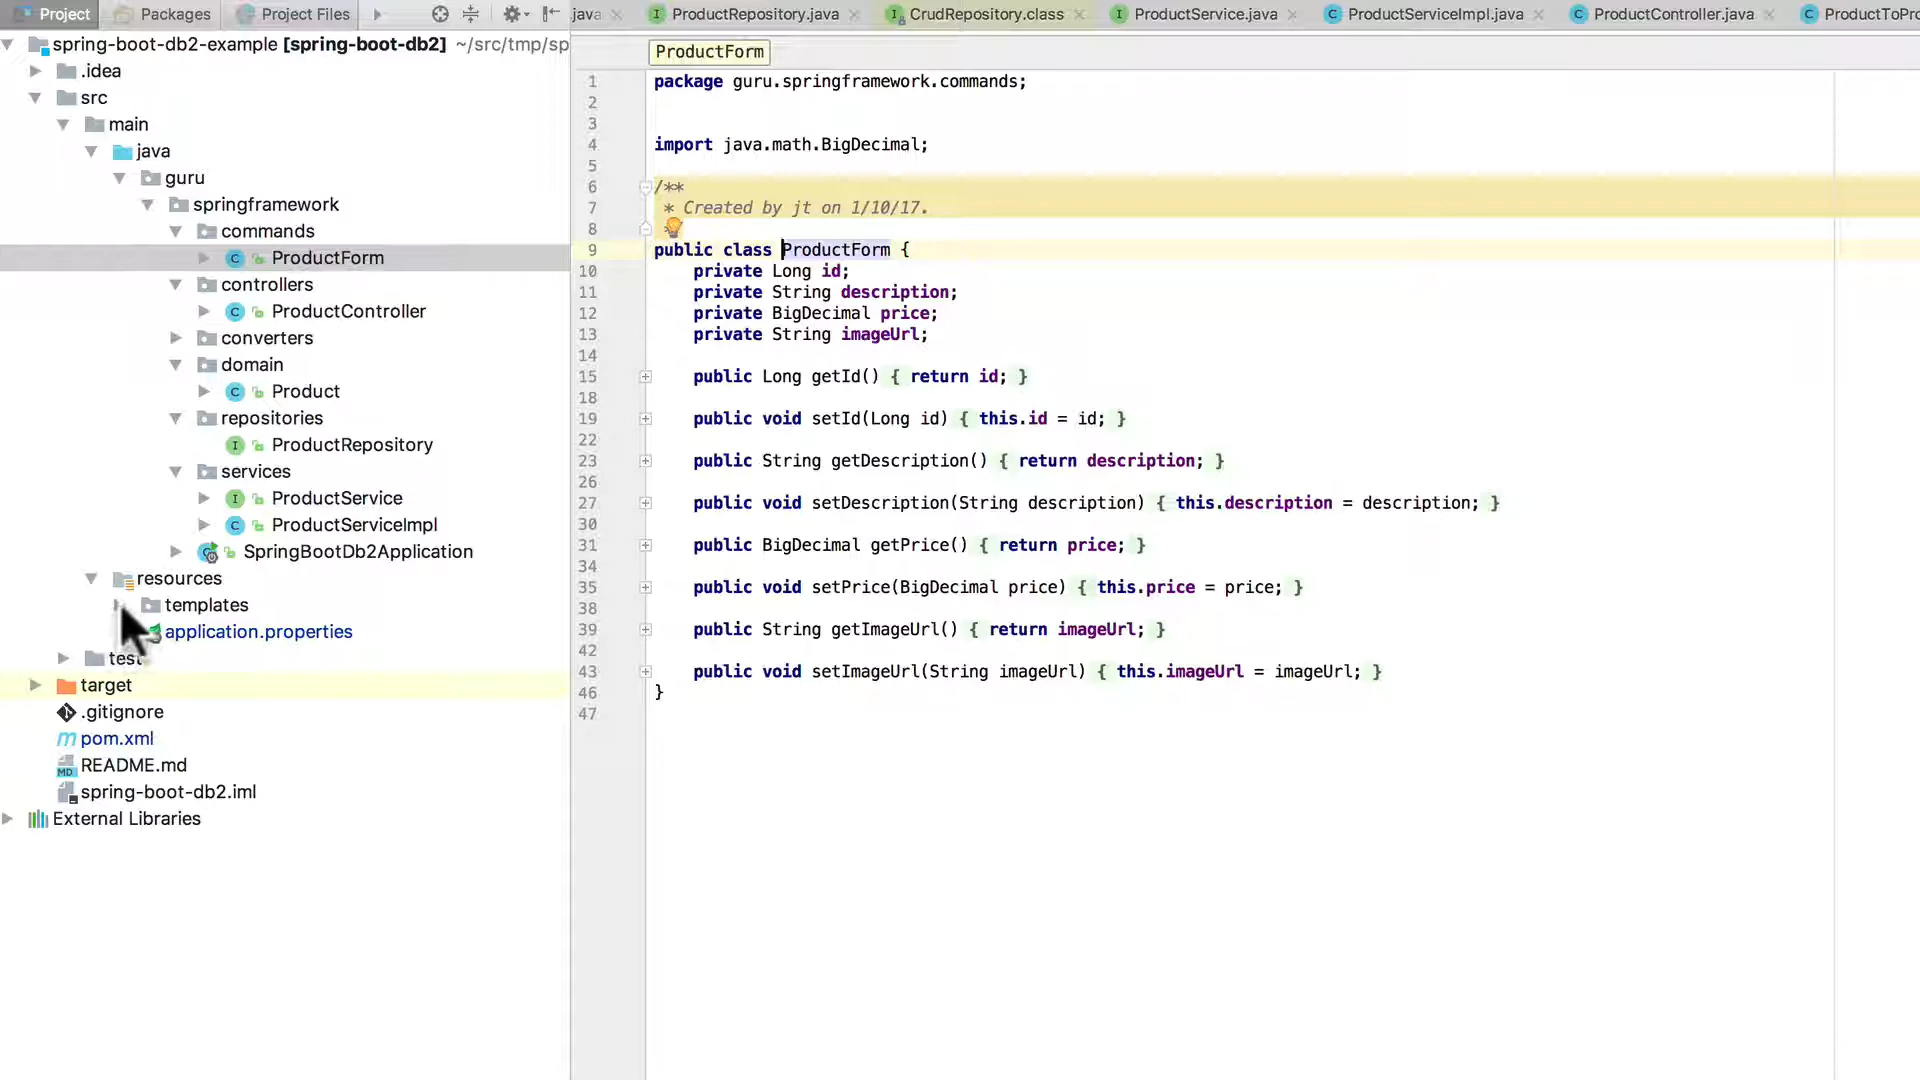 Project Packages Project Files
.java ProductRepository.java CrudRepository.class ProductService.java ProductServiceImpl.java ProductController.java ProductToPro
spring-boot-db2-example [spring-boot-db2] ~/src/tmp/sp
.idea
src
main
java
guru
springframework
commands
ProductForm
controllers
ProductController
converters
domain
Product
repositories
ProductRepository
services
ProductService
ProductServiceImpl
SpringBootDb2Application
resources
templates
application.properties
test
target
.gitignore
pom.xml
README.md
spring-boot-db2.iml
External Libraries
ProductForm
1 package guru.springframework.commands;
2
3
4 import java.math.BigDecimal;
5
6 /**
7 * Created by jt on 1/10/17.
8
9 public class ProductForm {
10 private Long id;
11 private String description;
12 private BigDecimal price;
13 private String imageUrl;
14
15 public Long getId() { return id; }
18
19 public void setId(Long id) { this.id = id; }
22
23 public String getDescription() { return description; }
26
27 public void setDescription(String description) { this.description = description; }
30
31 public BigDecimal getPrice() { return price; }
34
35 public void setPrice(BigDecimal price) { this.price = price; }
38
39 public String getImageUrl() { return imageUrl; }
42
43 public void setImageUrl(String imageUrl) { this.imageUrl = imageUrl; }
46 }
47